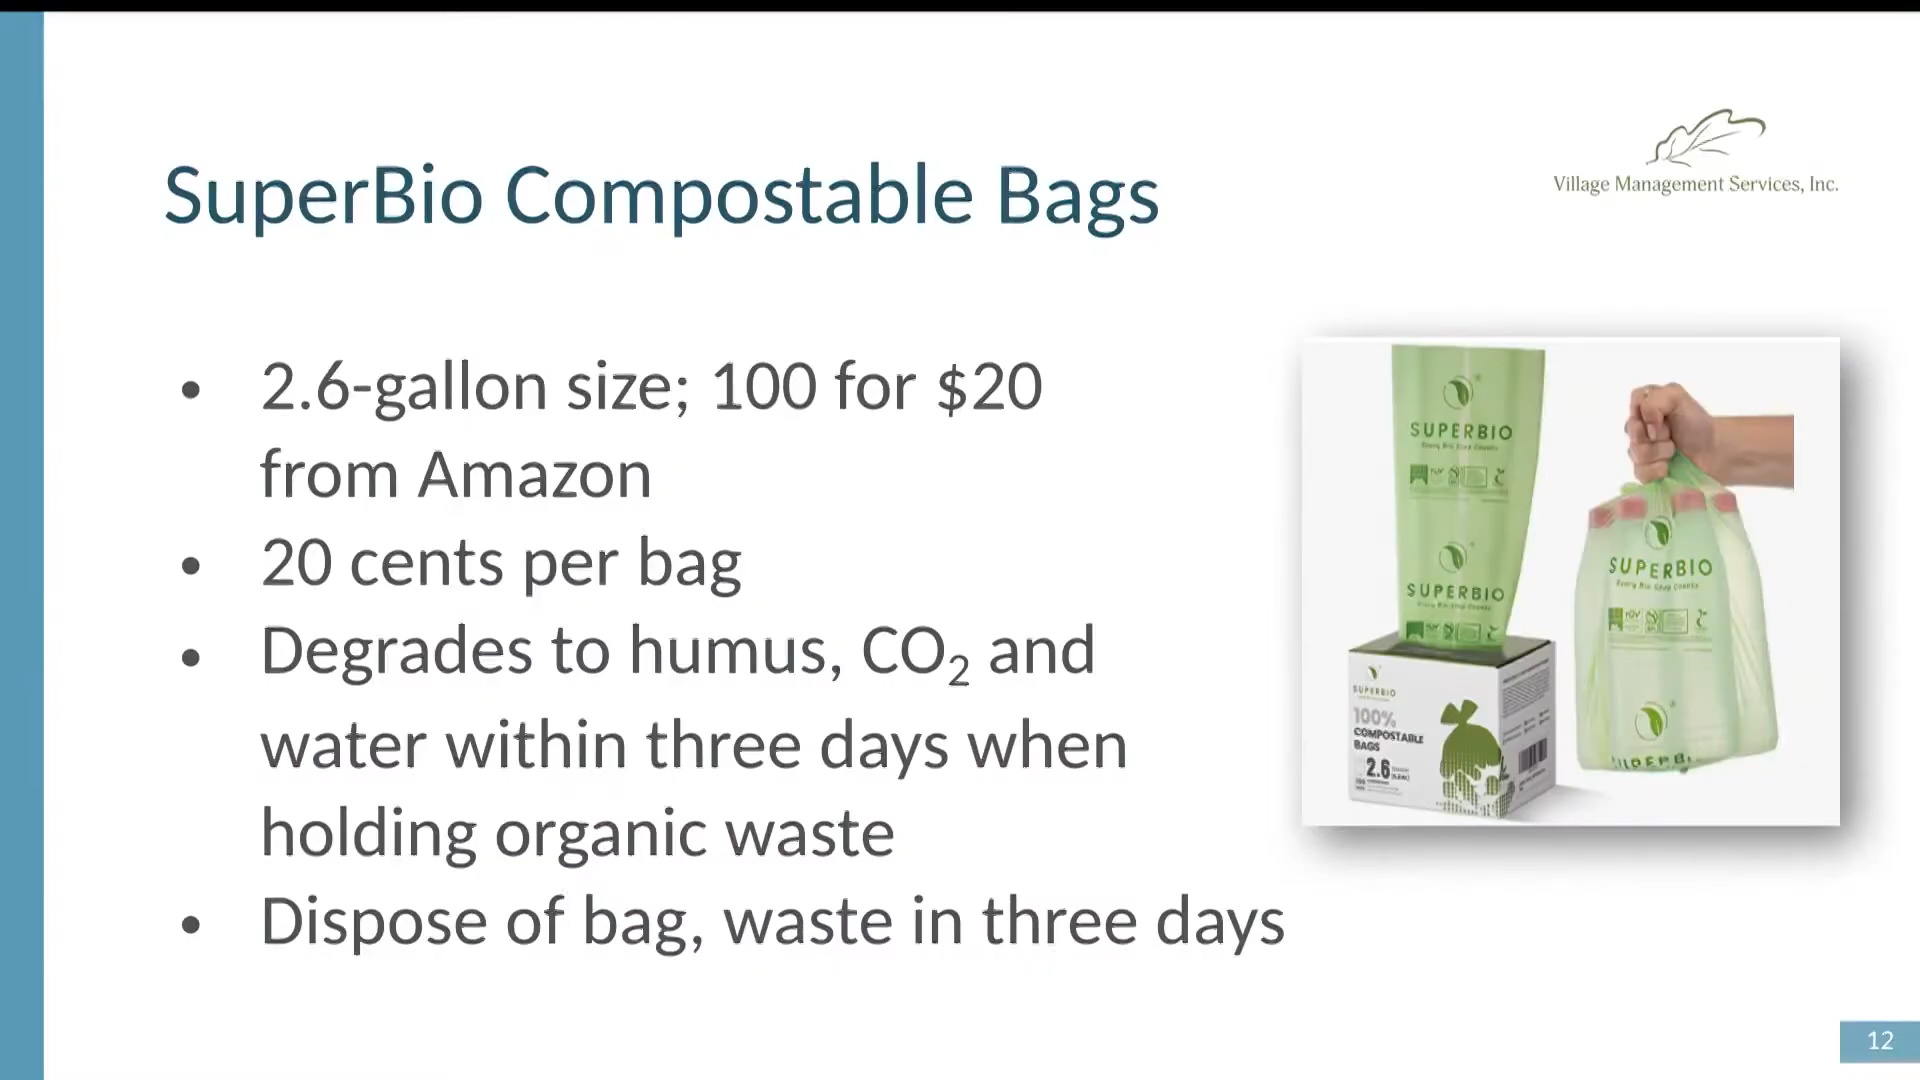 Village Management Services, Inc.
SuperBio Compostable Bags
• 2.6-gallon size; 100 for $20
from Amazon
• 20 cents per bag
• Degrades to humus, CO₂ and
water within three days when
holding organic waste
• Dispose of bag, waste in three days
SUPERBIO
SUPERBIO
SUPERBIO
100%
COMPOSTABLE
BAGS
2.6
SUPERBIO
12